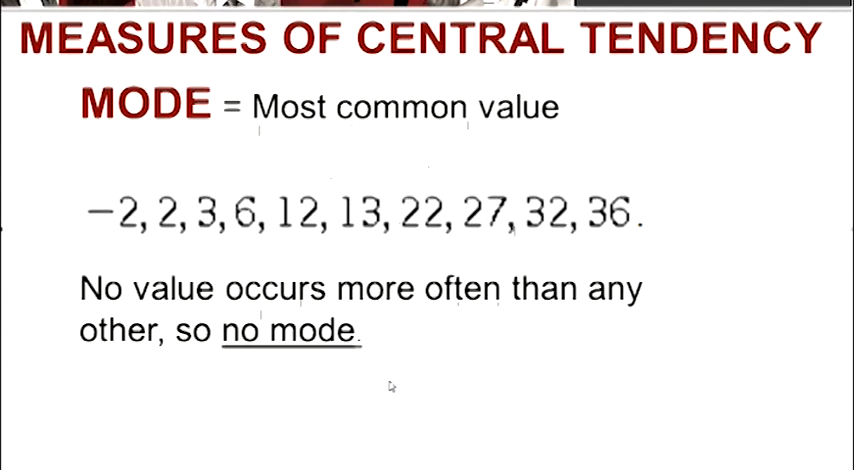 MEASURES OF CENTRAL TENDENCY
MODE = Most common value
−2, 2, 3, 6, 12, 13, 22, 27, 32, 36.
No value occurs more often than any
other, so no mode.